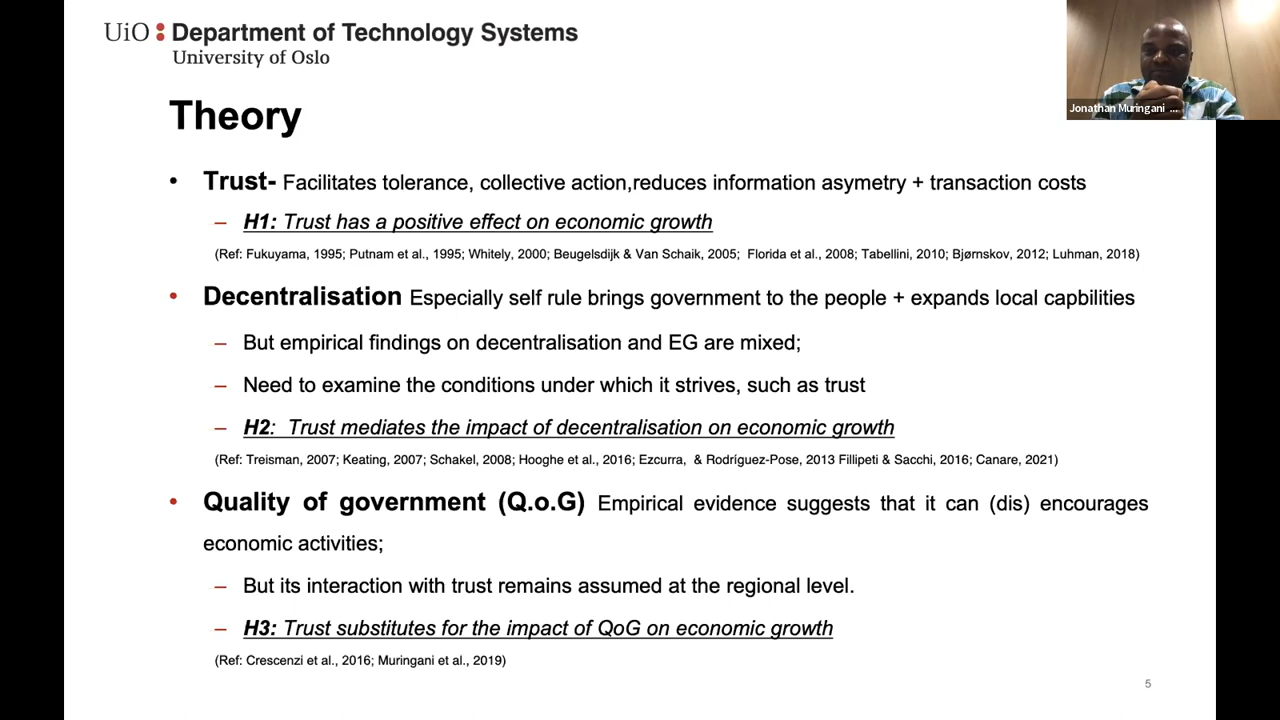 UiO : Department of Technology Systems
University of Oslo
Jonathan Muringani ...
Theory
• Trust- Facilitates tolerance, collective action,reduces information asymetry + transaction costs
– H1: Trust has a positive effect on economic growth
(Ref: Fukuyama, 1995; Putnam et al., 1995; Whitely, 2000; Beugelsdijk & Van Schaik, 2005; Florida et al., 2008; Tabellini, 2010; Bjørnskov, 2012; Luhman, 2018)
• Decentralisation Especially self rule brings government to the people + expands local capbilities
– But empirical findings on decentralisation and EG are mixed;
– Need to examine the conditions under which it strives, such as trust
– H2: Trust mediates the impact of decentralisation on economic growth
(Ref: Treisman, 2007; Keating, 2007; Schakel, 2008; Hooghe et al., 2016; Ezcurra, & Rodríguez-Pose, 2013 Fillipeti & Sacchi, 2016; Canare, 2021)
• Quality of government (Q.o.G) Empirical evidence suggests that it can (dis) encourages
economic activities;
– But its interaction with trust remains assumed at the regional level.
– H3: Trust substitutes for the impact of QoG on economic growth
(Ref: Crescenzi et al., 2016; Muringani et al., 2019)
5